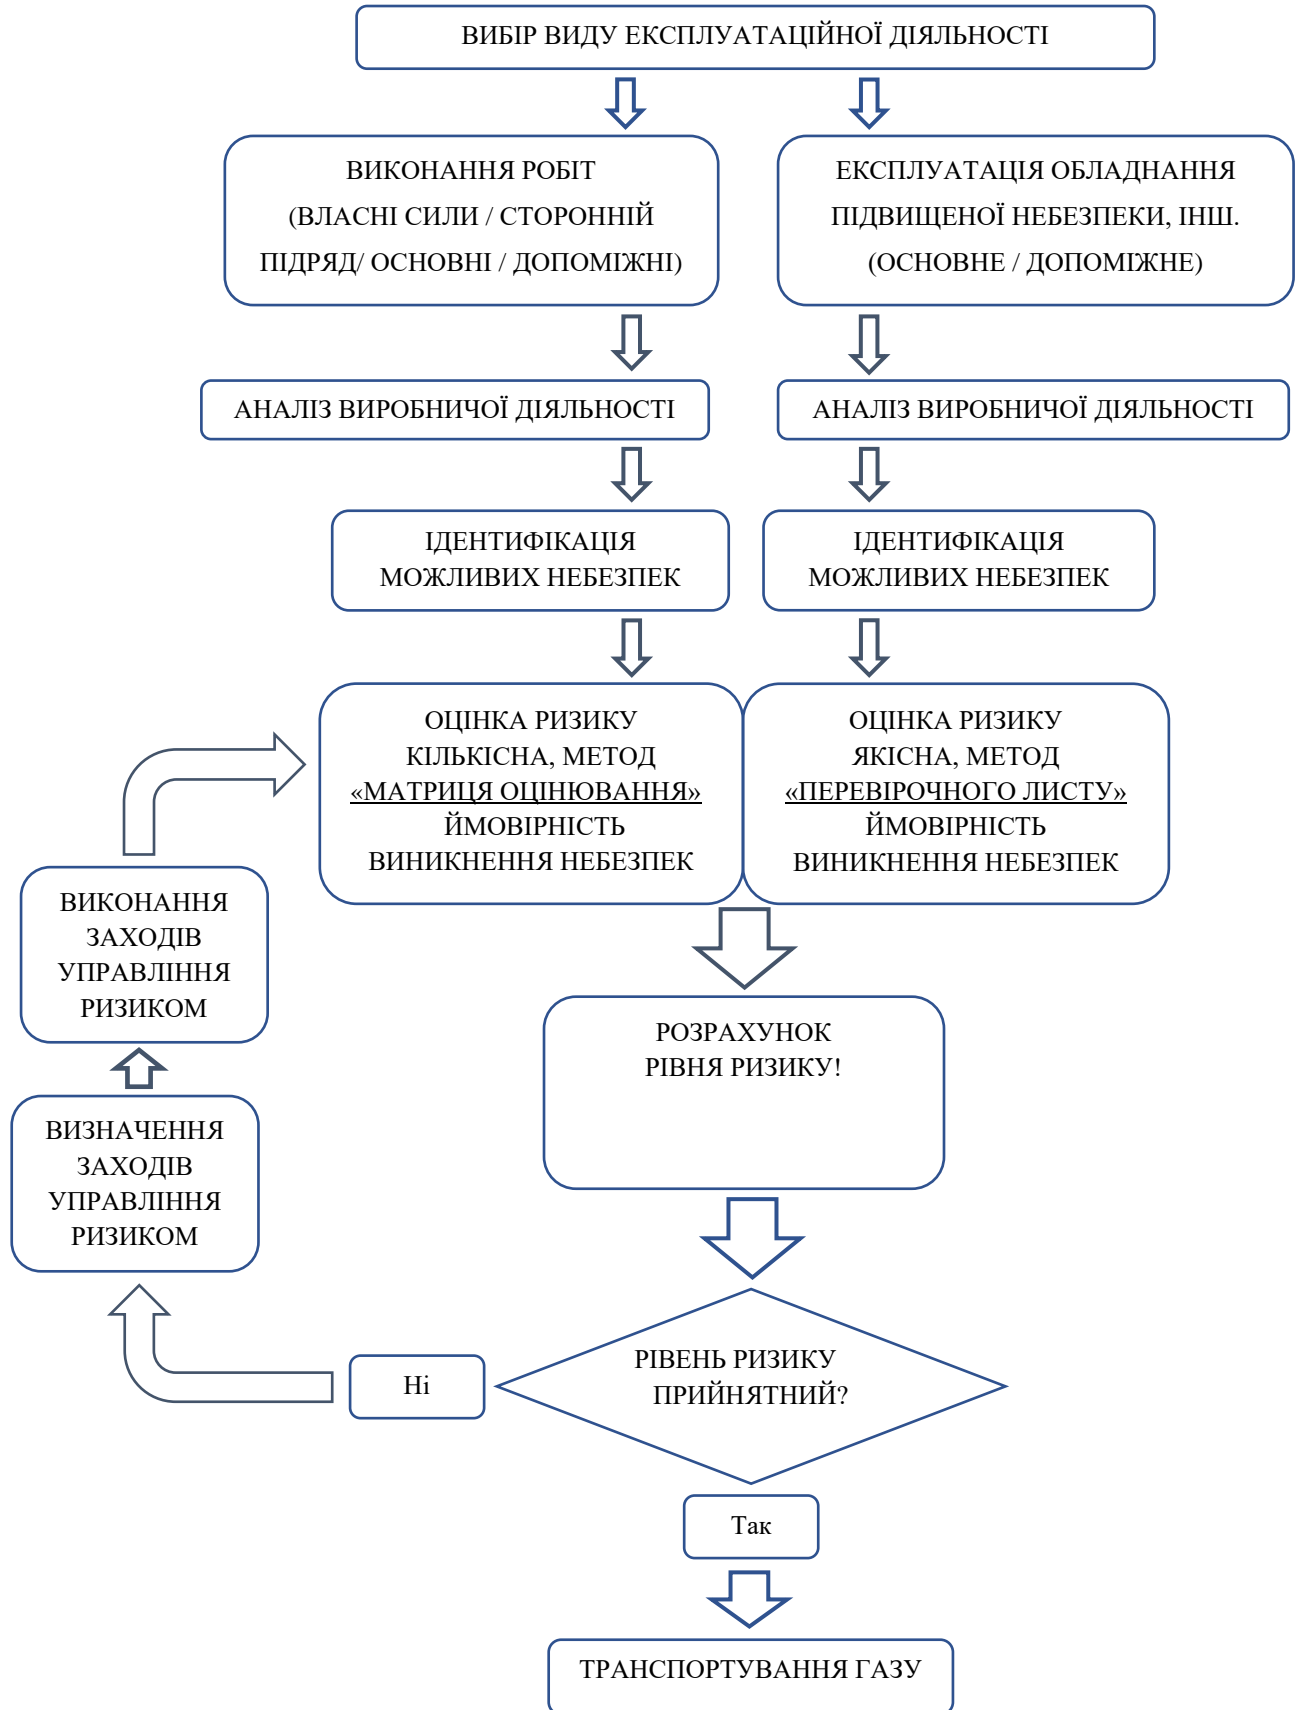 ВИБІР ВИДУ ЕКСПЛУАТАЦІЙНОЇ ДІЯЛЬНОСТІ
ВИКОНАННЯ РОБІТ
(ВЛАСНІ СИЛИ / СТОРОННІЙ
ПІДРЯД/ ОСНОВНІ / ДОПОМІЖНІ)
ЕКСПЛУАТАЦІЯ ОБЛАДНАННЯ
ПІДВИЩЕНОЇ НЕБЕЗПЕКИ, ІНШ.
(ОСНОВНЕ / ДОПОМІЖНЕ)
АНАЛІЗ ВИРОБНИЧОЇ ДІЯЛЬНОСТІ
АНАЛІЗ ВИРОБНИЧОЇ ДІЯЛЬНОСТІ
ІДЕНТИФІКАЦІЯ
МОЖЛИВИХ НЕБЕЗПЕК
ІДЕНТИФІКАЦІЯ
МОЖЛИВИХ НЕБЕЗПЕК
ОЦІНКА РИЗИКУ
КІЛЬКІСНА, МЕТОД
«МАТРИЦЯ ОЦІНЮВАННЯ»
ЙМОВІРНІСТЬ
ВИНИКНЕННЯ НЕБЕЗПЕК
ОЦІНКА РИЗИКУ
ЯКІСНА, МЕТОД
«ПЕРЕВІРОЧНОГО ЛИСТУ»
ЙМОВІРНІСТЬ
ВИНИКНЕННЯ НЕБЕЗПЕК
ВИКОНАННЯ
ЗАХОДІВ
УПРАВЛІННЯ
РИЗИКОМ
РОЗРАХУНОК
РІВНЯ РИЗИКУ!
ВИЗНАЧЕННЯ
ЗАХОДІВ
УПРАВЛІННЯ
РИЗИКОМ
РІВЕНЬ РИЗИКУ
ПРИЙНЯТНИЙ?
Ні
Так
ТРАНСПОРТУВАННЯ ГАЗУ